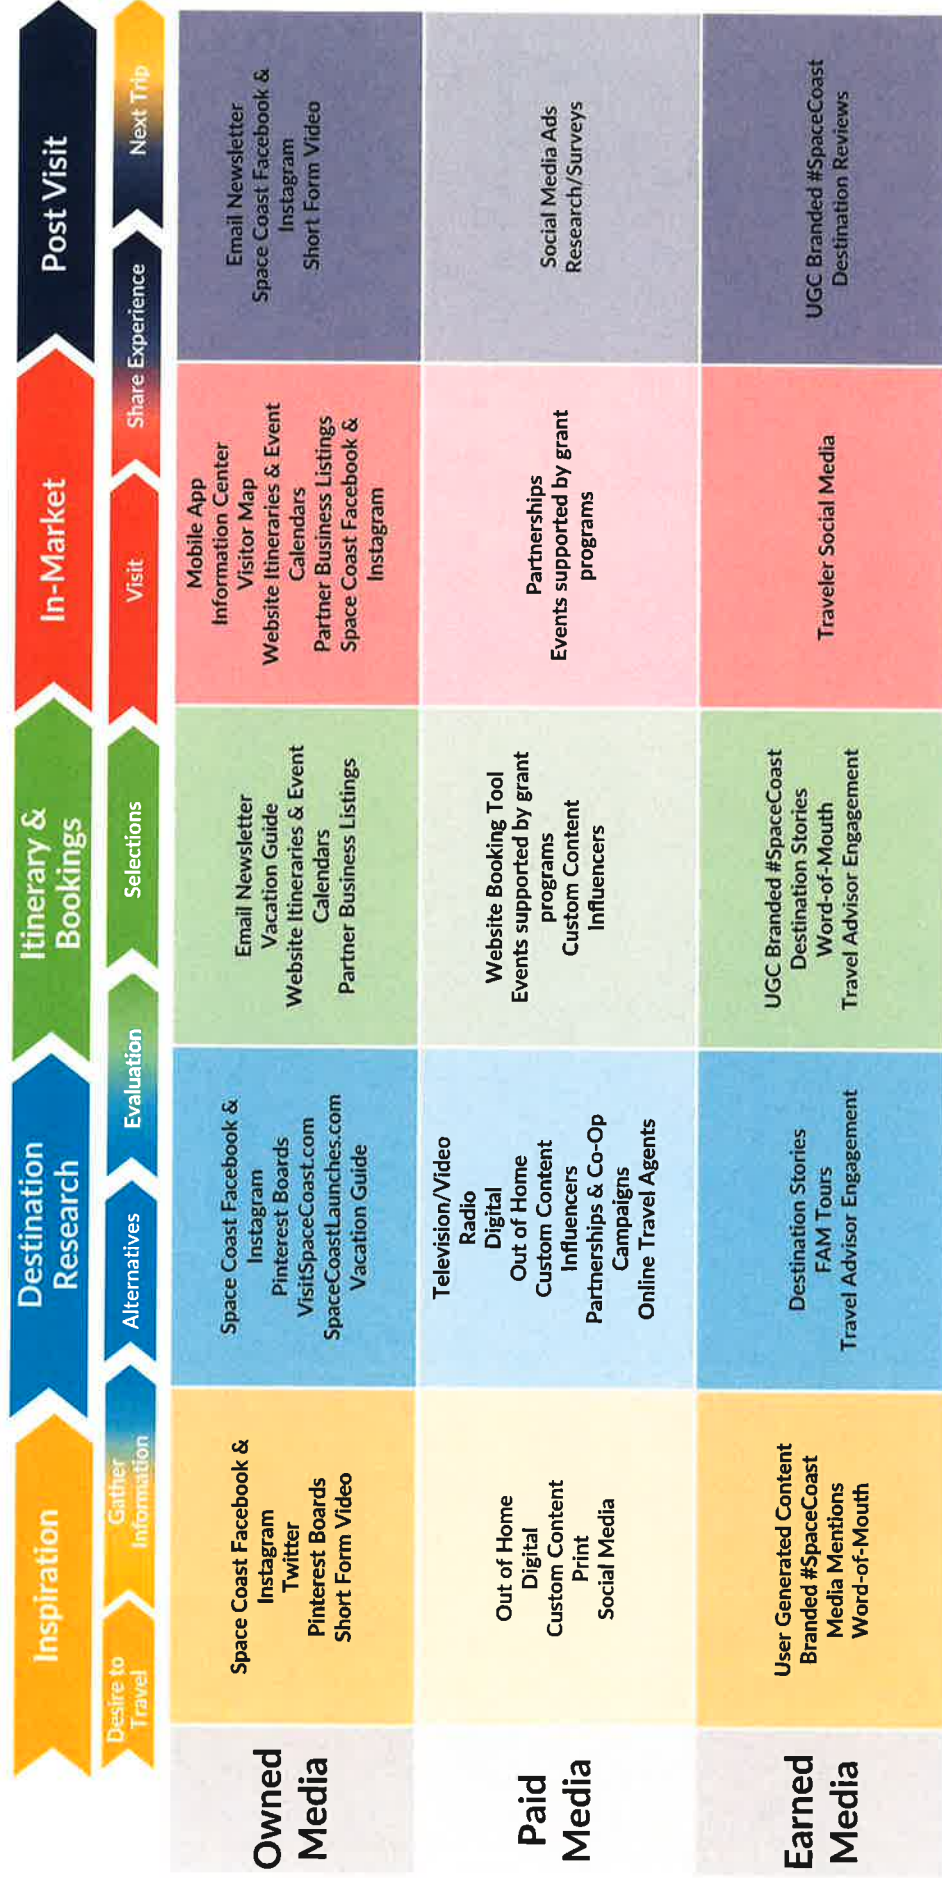 Inspiration
Destination
Research
Itinerary &
Bookings
In-Market
Post Visit
Desire to
Travel
Gather
Information
Alternatives
Evaluation
Selections
Visit
Share Experience
Next Trip
Owned
Media
Space Coast Facebook &
Instagram
Twitter
Pinterest Boards
Short Form Video
Space Coast Facebook &
Instagram
Pinterest Boards
VisitSpaceCoast.com
SpaceCoastLaunches.com
Vacation Guide
Email Newsletter
Vacation Guide
Website Itineraries & Event
Calendars
Partner Business Listings
Mobile App
Information Center
Visitor Map
Website Itineraries & Event
Calendars
Partner Business Listings
Space Coast Facebook &
Instagram
Email Newsletter
Space Coast Facebook &
Instagram
Short Form Video
Paid
Media
Out of Home
Digital
Custom Content
Print
Social Media
Television/Video
Radio
Digital
Out of Home
Custom Content
Influencers
Partnerships & Co-Op
Campaigns
Online Travel Agents
Website Booking Tool
Events supported by grant
programs
Custom Content
Influencers
Partnerships
Events supported by grant
programs
Social Media Ads
Research/Surveys
Earned
Media
User Generated Content
Branded #SpaceCoast
Media Mentions
Word-of-Mouth
Destination Stories
FAM Tours
Travel Advisor Engagement
UGC Branded #SpaceCoast
Destination Stories
Word-of-Mouth
Travel Advisor Engagement
Traveler Social Media
UGC Branded #SpaceCoast
Destination Reviews